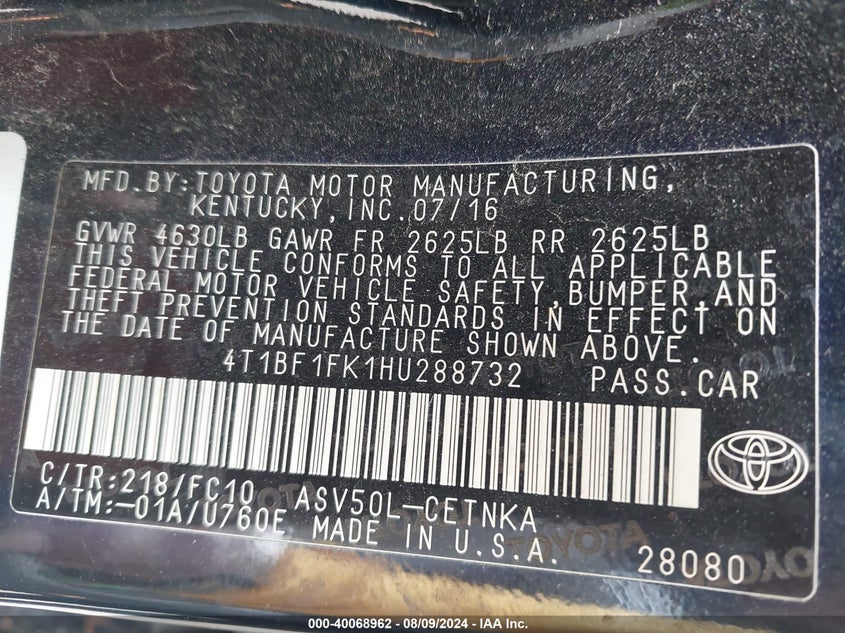 MFD.BY:TOYOTA MOTOR MANUFACTURING,
KENTUCKY,INC.07/16
GVWR 4630LB GAWR FR 2625LB RR 2625LB
THIS VEHICLE CONFORMS TO ALL APPLICABLE
FEDERAL MOTOR VEHICLE SAFETY,BUMPER,AND
THEFT PREVENTION STANDARDS IN EFFECT ON
THE DATE OF MANUFACTURE SHOWN ABOVE.
4T1BF1FK1HU288732 PASS.CAR
C/TR:218/FC10 ASV50L-CETNKA
A/TM:-01A/U760E MADE IN U.S.A. 28080
TOYOTA
000-40068962 - 08/09/2024 - IAA Inc.